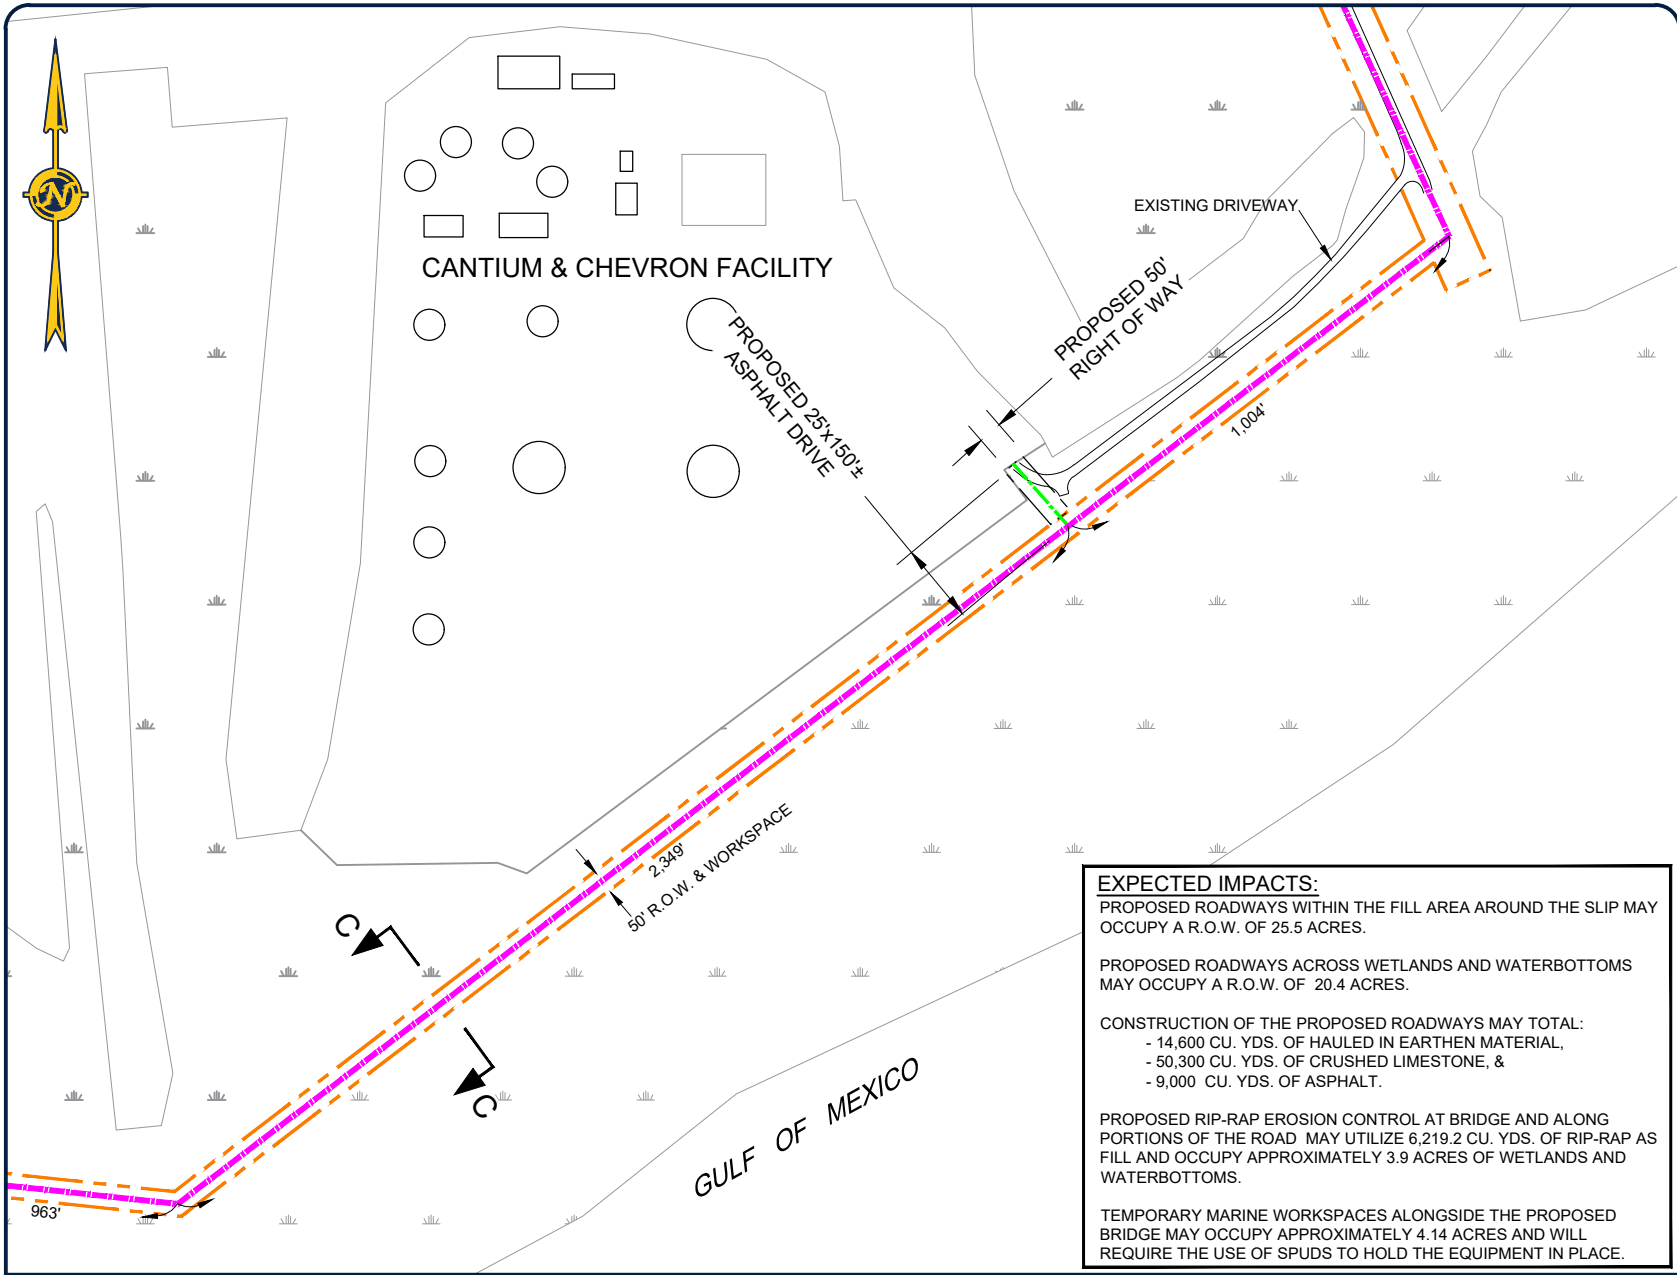 N
EXISTING DRIVEWAY
CANTIUM & CHEVRON FACILITY
PROPOSED 50'
RIGHT OF WAY
PROPOSED 25'x150'±
ASPHALT DRIVE
1,004'
2,349'
50' R.O.W. & WORKSPACE
C
C
GULF OF MEXICO
963'
EXPECTED IMPACTS:
PROPOSED ROADWAYS WITHIN THE FILL AREA AROUND THE SLIP MAY
OCCUPY A R.O.W. OF 25.5 ACRES.
PROPOSED ROADWAYS ACROSS WETLANDS AND WATERBOTTOMS
MAY OCCUPY A R.O.W. OF 20.4 ACRES.
CONSTRUCTION OF THE PROPOSED ROADWAYS MAY TOTAL:
- 14,600 CU. YDS. OF HAULED IN EARTHEN MATERIAL,
- 50,300 CU. YDS. OF CRUSHED LIMESTONE, &
- 9,000 CU. YDS. OF ASPHALT.
PROPOSED RIP-RAP EROSION CONTROL AT BRIDGE AND ALONG
PORTIONS OF THE ROAD MAY UTILIZE 6,219.2 CU. YDS. OF RIP-RAP AS
FILL AND OCCUPY APPROXIMATELY 3.9 ACRES OF WETLANDS AND
WATERBOTTOMS.
TEMPORARY MARINE WORKSPACES ALONGSIDE THE PROPOSED
BRIDGE MAY OCCUPY APPROXIMATELY 4.14 ACRES AND WILL
REQUIRE THE USE OF SPUDS TO HOLD THE EQUIPMENT IN PLACE.